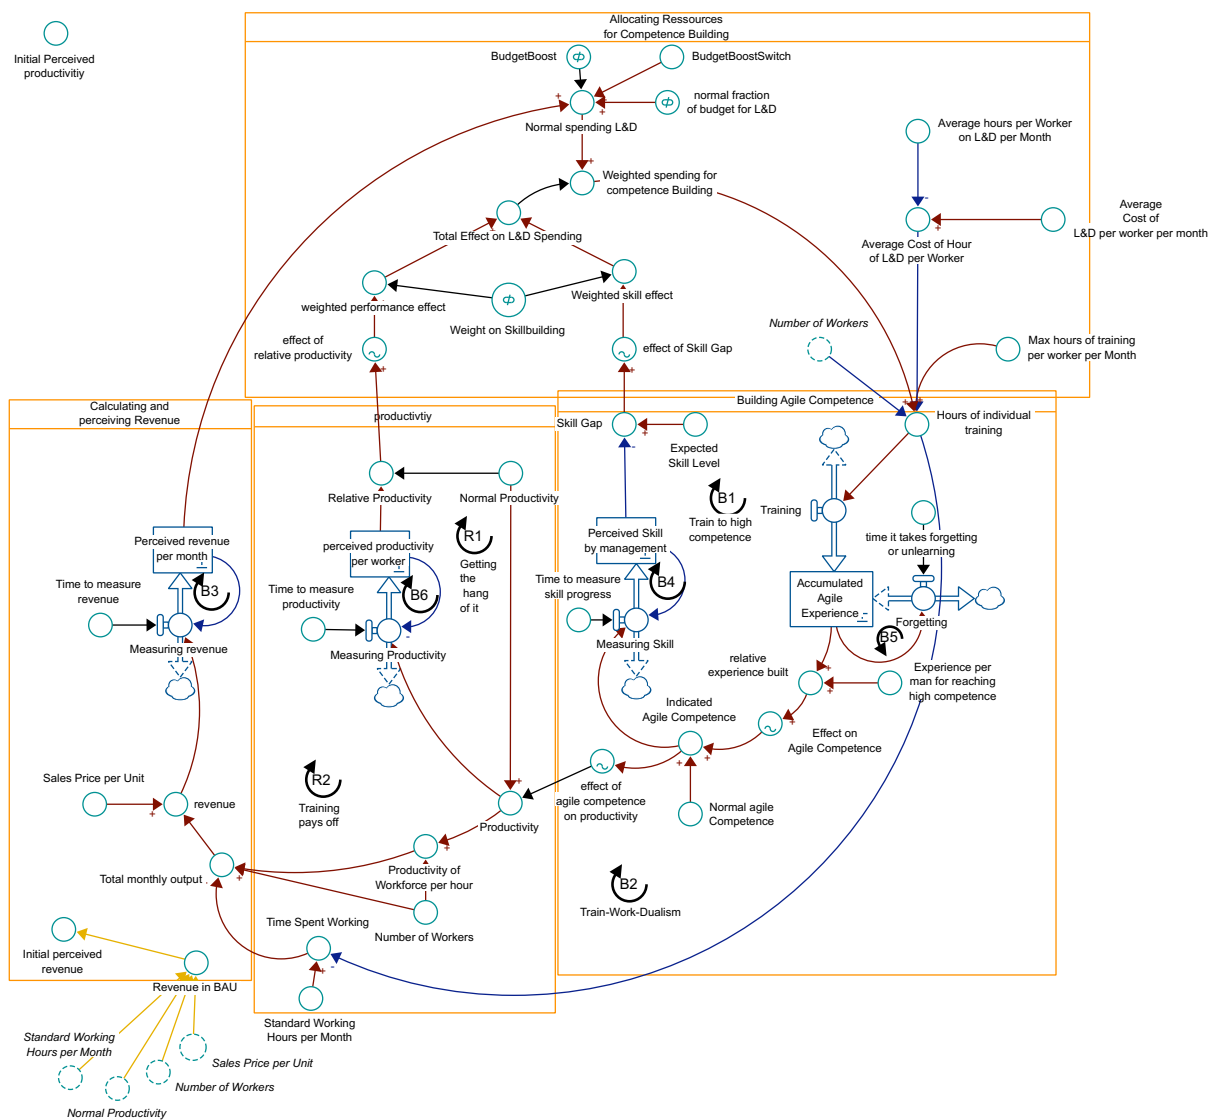 Allocating Ressources
for Competence Building
Initial Perceived
productivitiy
BudgetBoost
BudgetBoostSwitch
normal fraction
of budget for L&D
Normal spending L&D
Average hours per Worker
on L&D per Month
Weighted spending for
competence Building
Average
Cost of
L&D per worker per month
Total Effect on L&D Spending
Average Cost of Hour
of L&D per Worker
weighted performance effect
Weighted skill effect
Weight on Skillbuilding
Number of Workers
effect of
relative productivity
effect of Skill Gap
Max hours of training
per worker per Month
Calculating and
perceiving Revenue
productivtiy
Building Agile Competence
Skill Gap
Expected
Skill Level
Hours of individual
training
Relative Productivity
Normal Productivity
B1
Train to high
competence
Training
time it takes forgetting
or unlearning
Perceived revenue
per month
perceived productivity
per worker
R1
Getting
the
hang
of it
Perceived Skill
by management
Time to measure
revenue
B3
Time to measure
productivity
B6
Time to measure
skill progress
B4
Accumulated
Agile
Experience
Forgetting
B5
Measuring revenue
Measuring Productivity
Measuring Skill
relative
experience built
Experience per
man for reaching
high competence
Indicated
Agile Competence
Effect on
Agile Competence
Sales Price per Unit
revenue
R2
Training
pays off
Productivity
effect of
agile competence
on productivity
Normal agile
Competence
Total monthly output
Productivity of
Workforce per hour
B2
Train-Work-Dualism
Number of Workers
Time Spent Working
Initial perceived
revenue
Revenue in BAU
Standard Working
Hours per Month
Standard Working
Hours per Month
Sales Price per Unit
Number of Workers
Normal Productivity